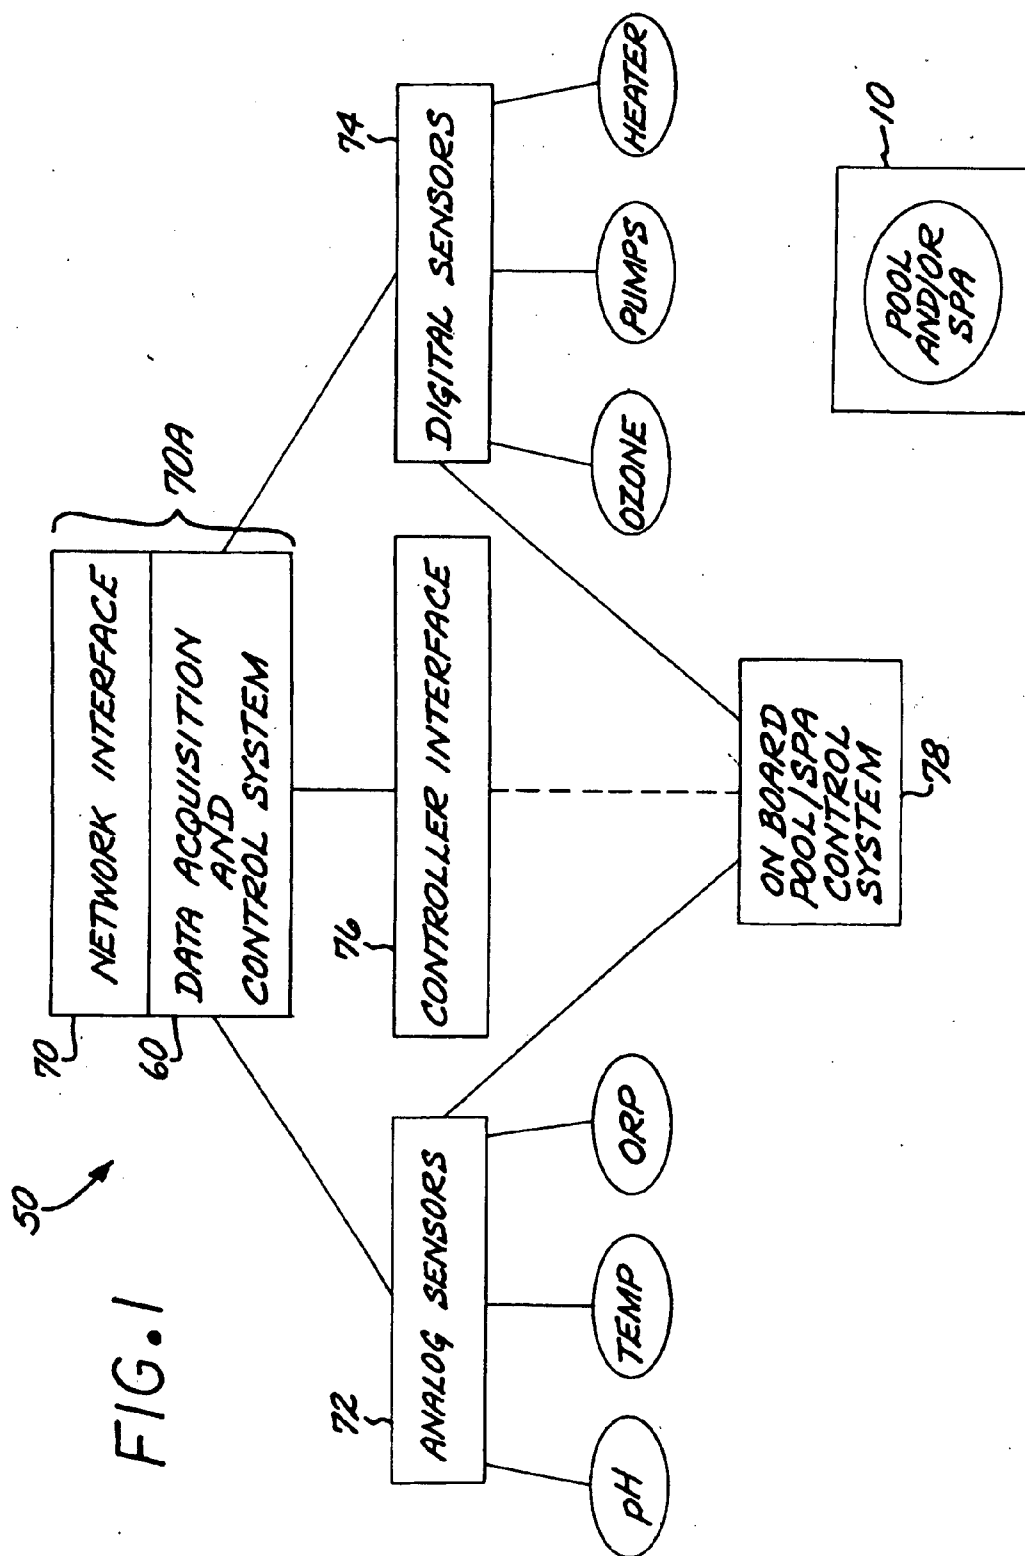 FIG.1
50
70
NETWORK INTERFACE
60
DATA ACQUISITION
AND
CONTROL SYSTEM
70A
72
ANALOG SENSORS
76
CONTROLLER INTERFACE
74
DIGITAL SENSORS
pH
TEMP
ORP
OZONE
PUMPS
HEATER
ON BOARD
POOL/SPA
CONTROL
SYSTEM
78
10
POOL
AND/OR
SPA